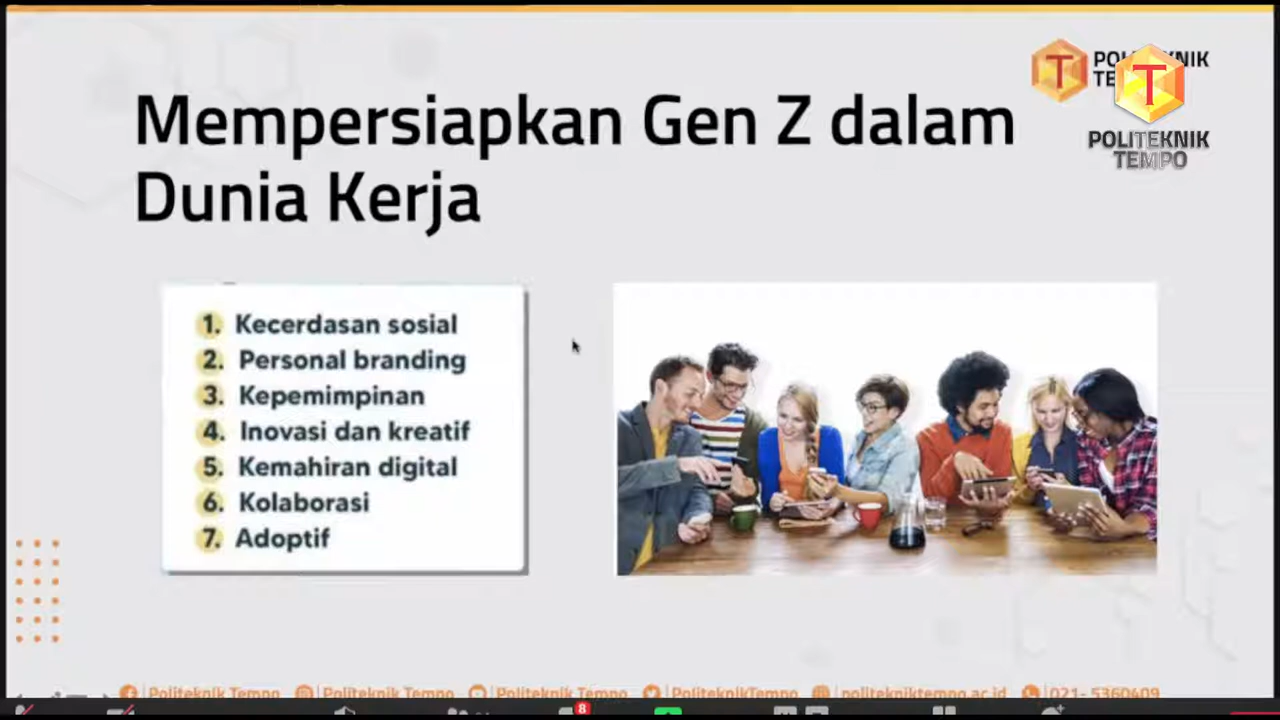 Mempersiapkan Gen Z dalam
Dunia Kerja
POLITEKNIK
TEMPO
1. Kecerdasan sosial
2. Personal branding
3. Kepemimpinan
4. Inovasi dan kreatif
5. Kemahiran digital
6. Kolaborasi
7. Adoptif
Politeknik Tempo
Politeknik Tempo
Politeknik Tempo
PoliteknikTempo
politekniktempo.ac.id
021- 5360409
8